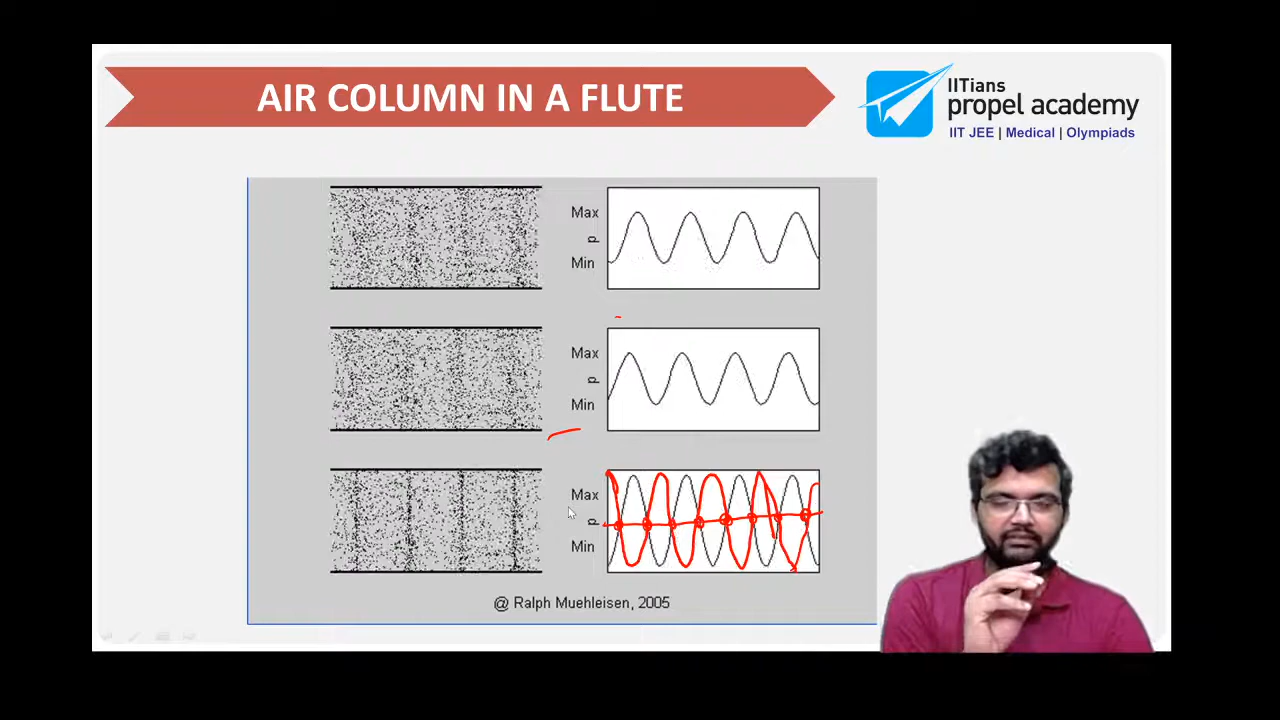 AIR COLUMN IN A FLUTE
IITians
propel academy
IIT JEE | Medical | Olympiads
Max
p
Min
Max
p
Min
Max
p
Min
@ Ralph Muehleisen, 2005